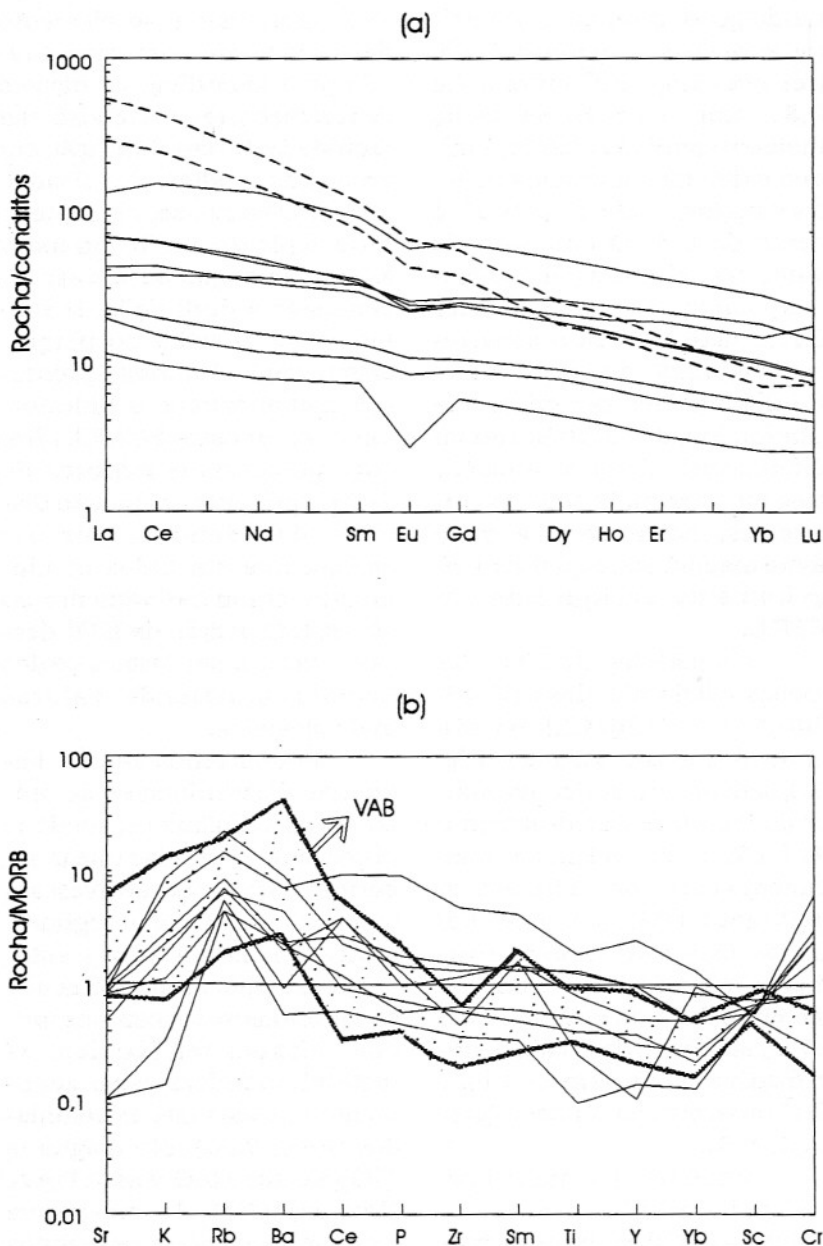 (a)
1000
100
10
1
Rocha/condritos
La Ce Nd Sm Eu Gd Dy Ho Er Yb Lu
(b)
100
10
1
0,1
0,01
Rocha/MORB
VAB
Sr K Rb Ba Ce P Zr Sm Ti Y Yb Sc Cr